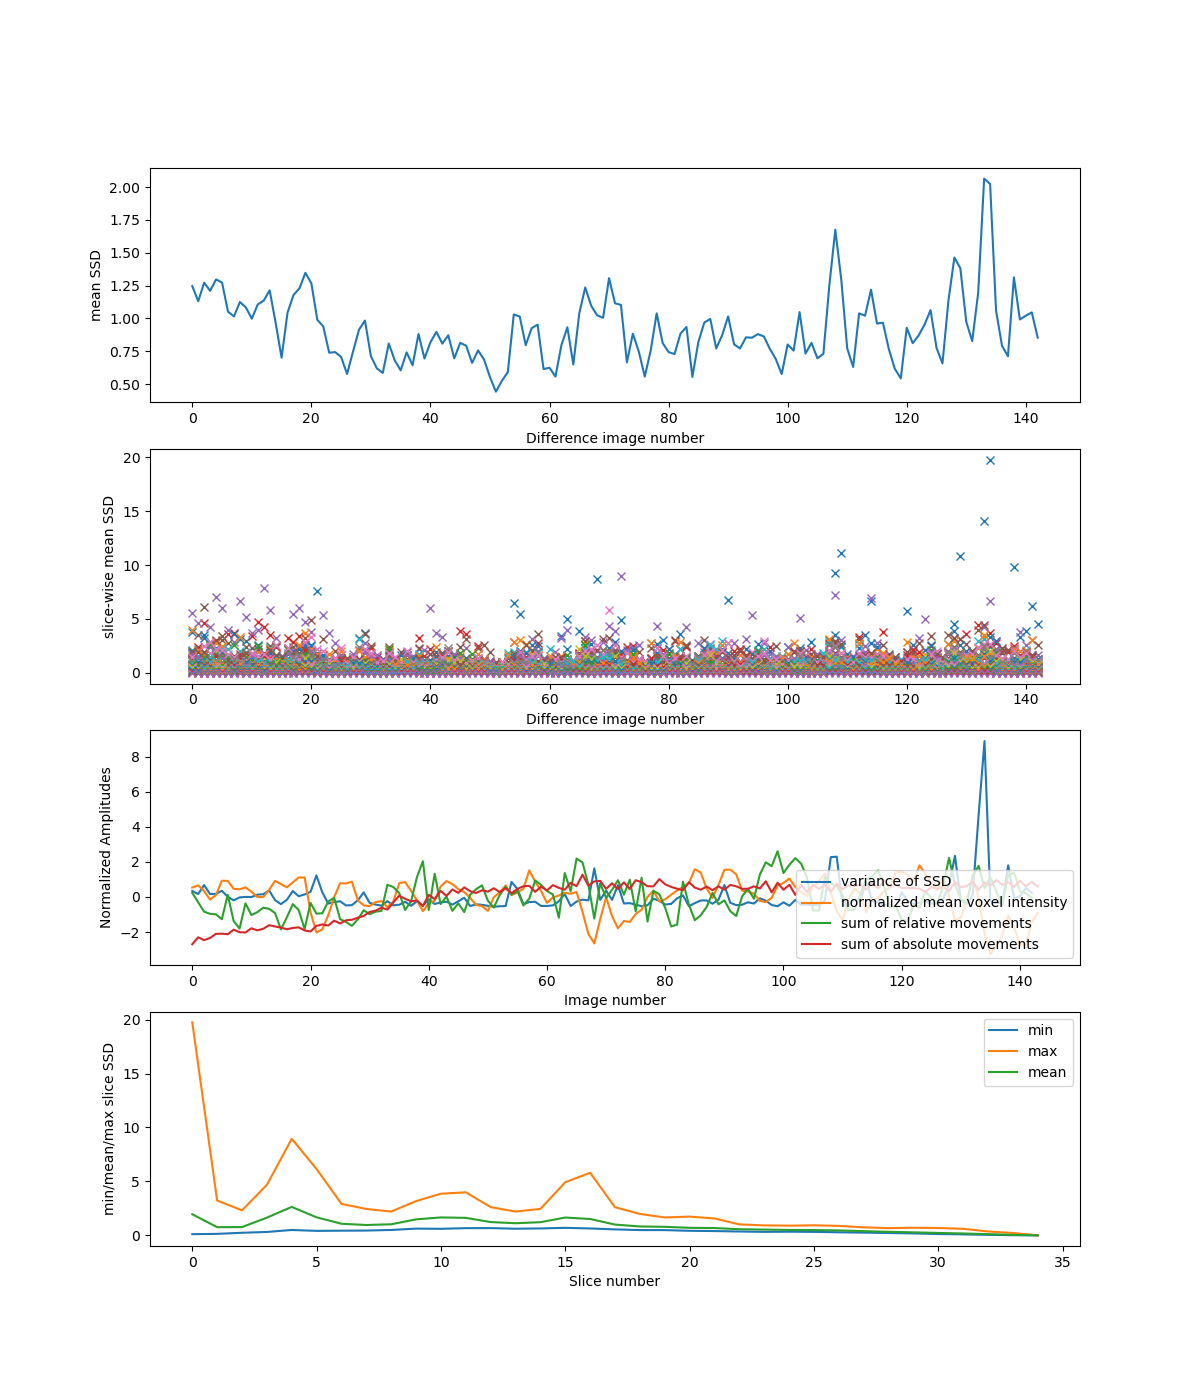 mean SSD
2.00
1.75
1.50
1.25
1.00
0.75
0.50
0 20 40 60 80 100 120 140
Difference image number
slice-wise mean SSD
20
15
10
5
0
0 20 40 60 80 100 120 140
Difference image number
Normalized Amplitudes
8
6
4
2
0
−2
variance of SSD
normalized mean voxel intensity
sum of relative movements
sum of absolute movements
0 20 40 60 80 100 120 140
Image number
min/mean/max slice SSD
20
15
10
5
0
min
max
mean
0 5 10 15 20 25 30 35
Slice number